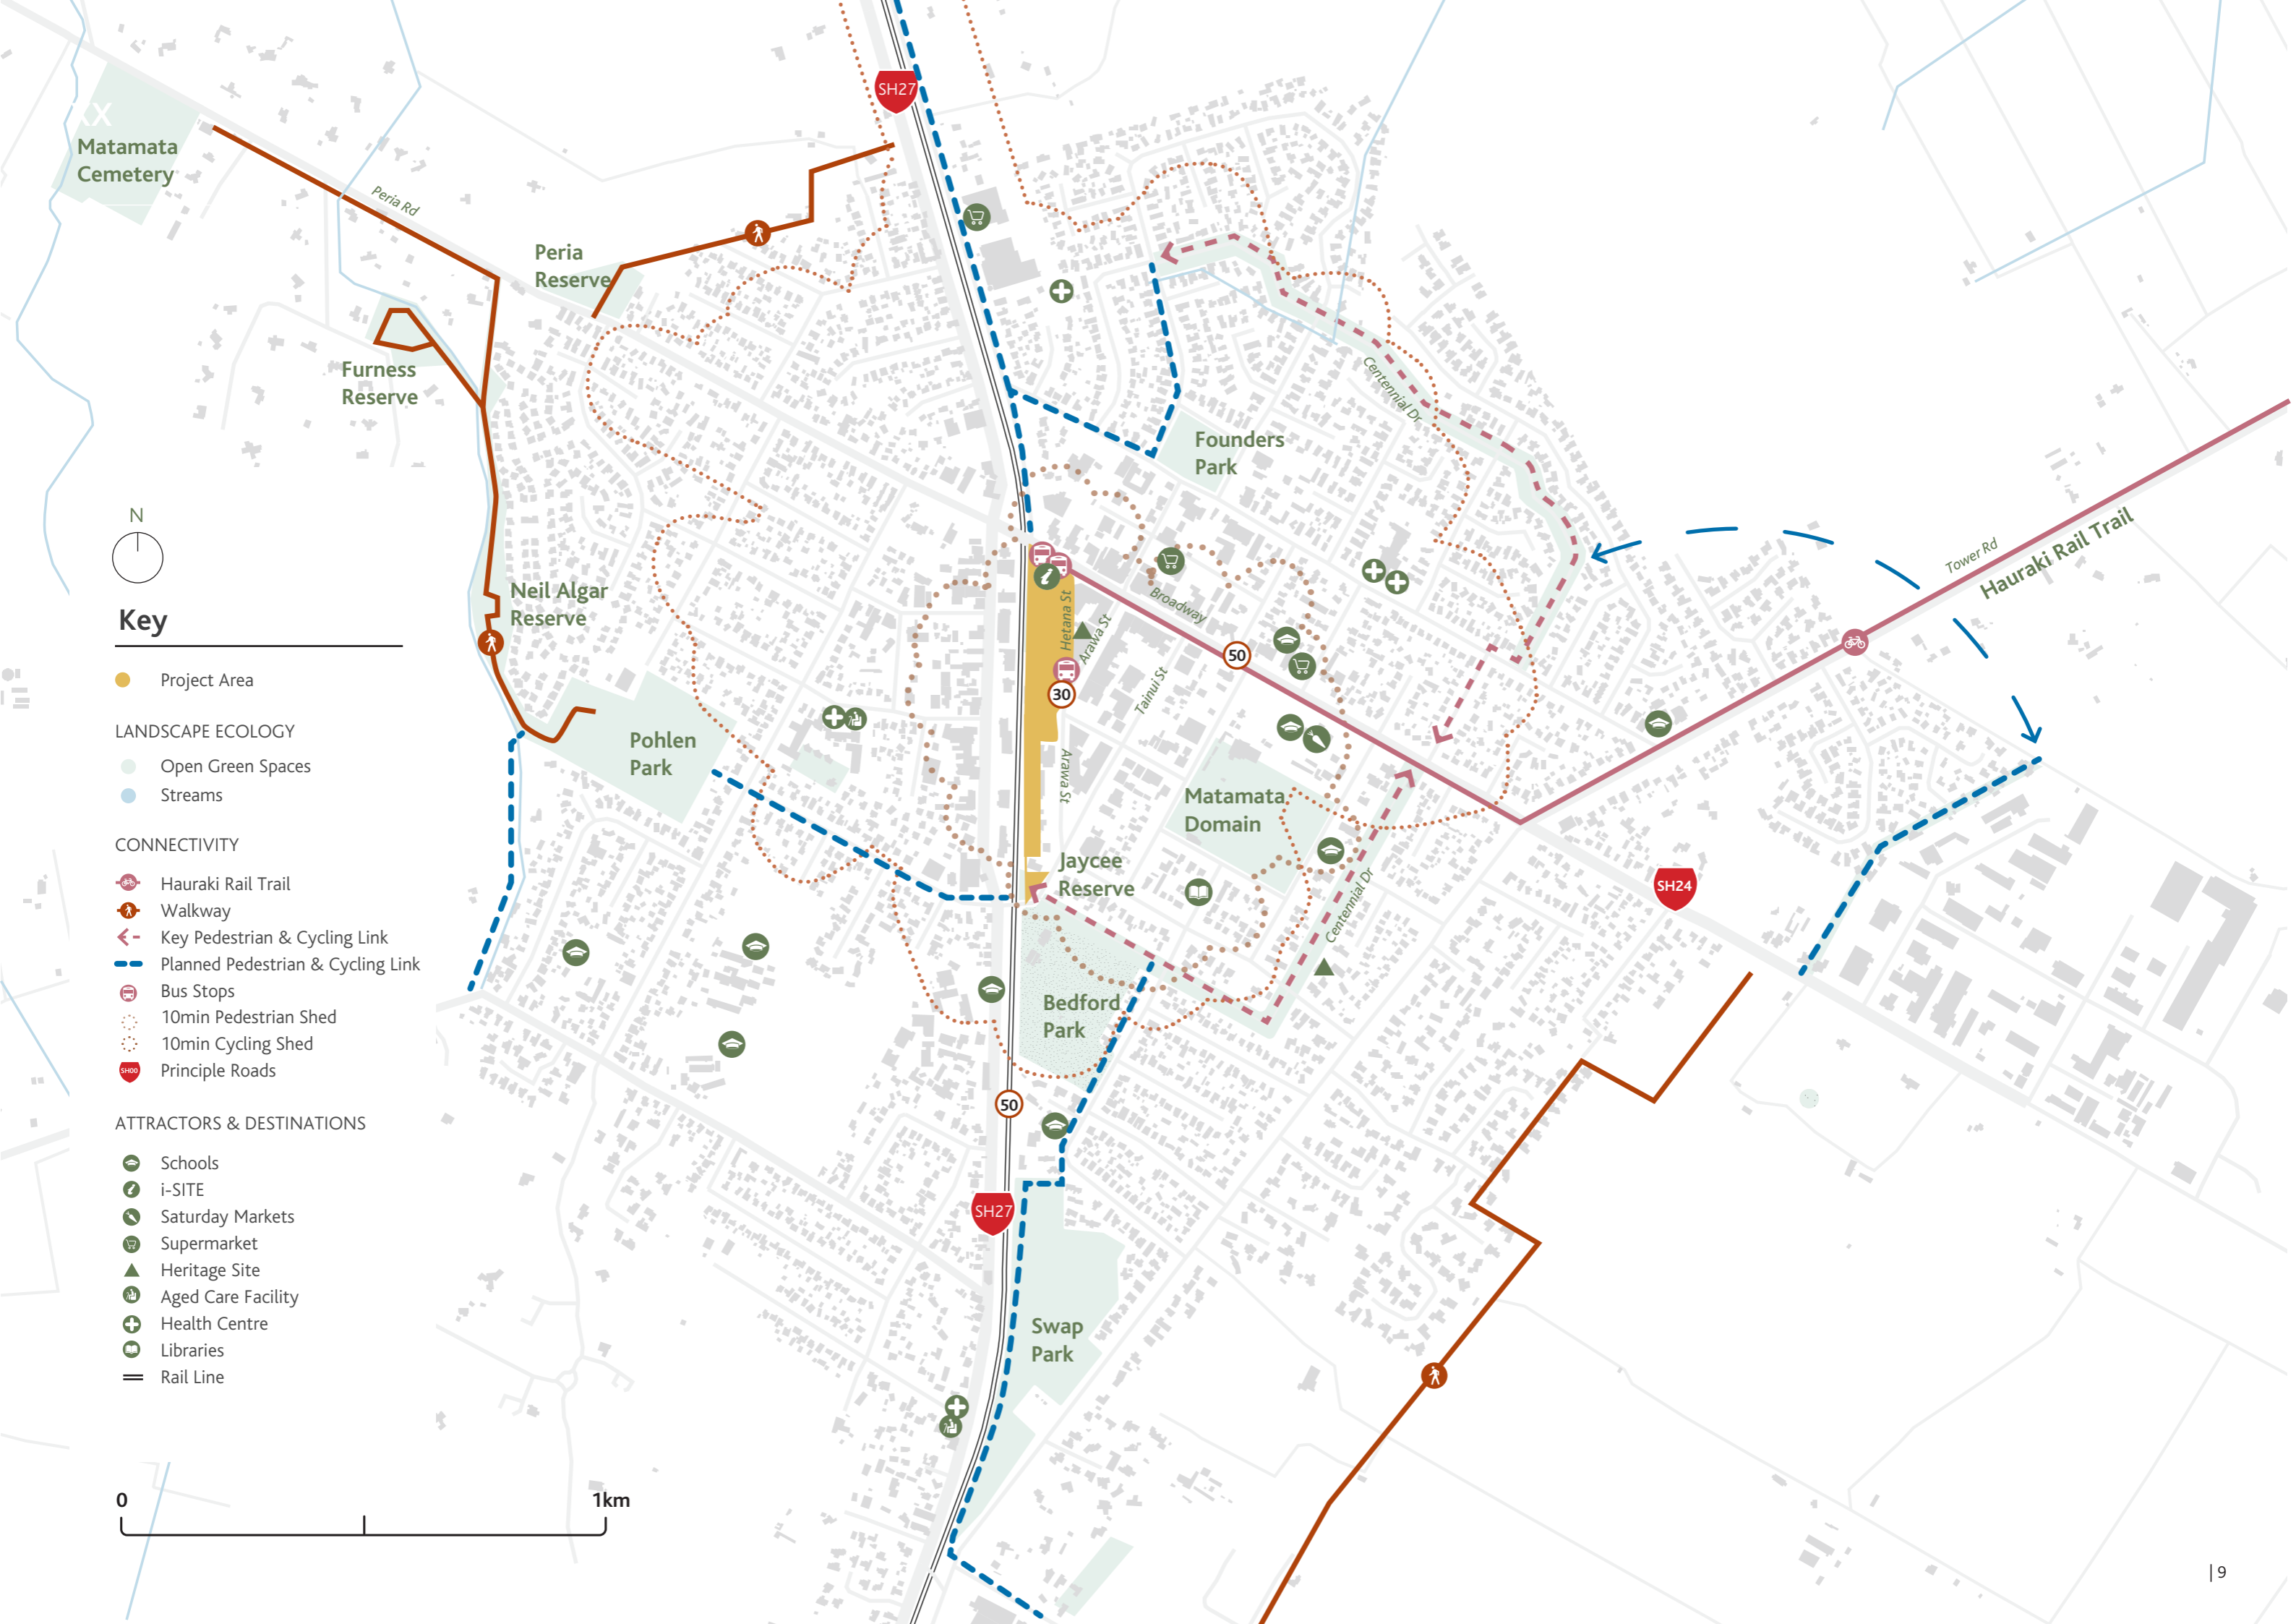 SH27
XX
Matamata
Cemetery
Peria Rd
Peria
Reserve
Furness
Reserve
Centennial Dr
Founders
Park
Tower Rd
Hauraki Rail Trail
N
Key
Project Area
LANDSCAPE ECOLOGY
Open Green Spaces
Streams
CONNECTIVITY
Hauraki Rail Trail
Walkway
Key Pedestrian & Cycling Link
Planned Pedestrian & Cycling Link
Bus Stops
10min Pedestrian Shed
10min Cycling Shed
SH00
Principle Roads
ATTRACTORS & DESTINATIONS
Schools
i-SITE
Saturday Markets
Supermarket
Heritage Site
Aged Care Facility
Health Centre
Libraries
Rail Line
0
1km
Neil Algar
Reserve
Pohlen
Park
Hetana St
Arawa St
Broadway
Tainui St
50
30
Arawa St
Matamata
Domain
Jaycee
Reserve
Centennial Dr
SH24
Bedford
Park
50
SH27
Swap
Park
| 9